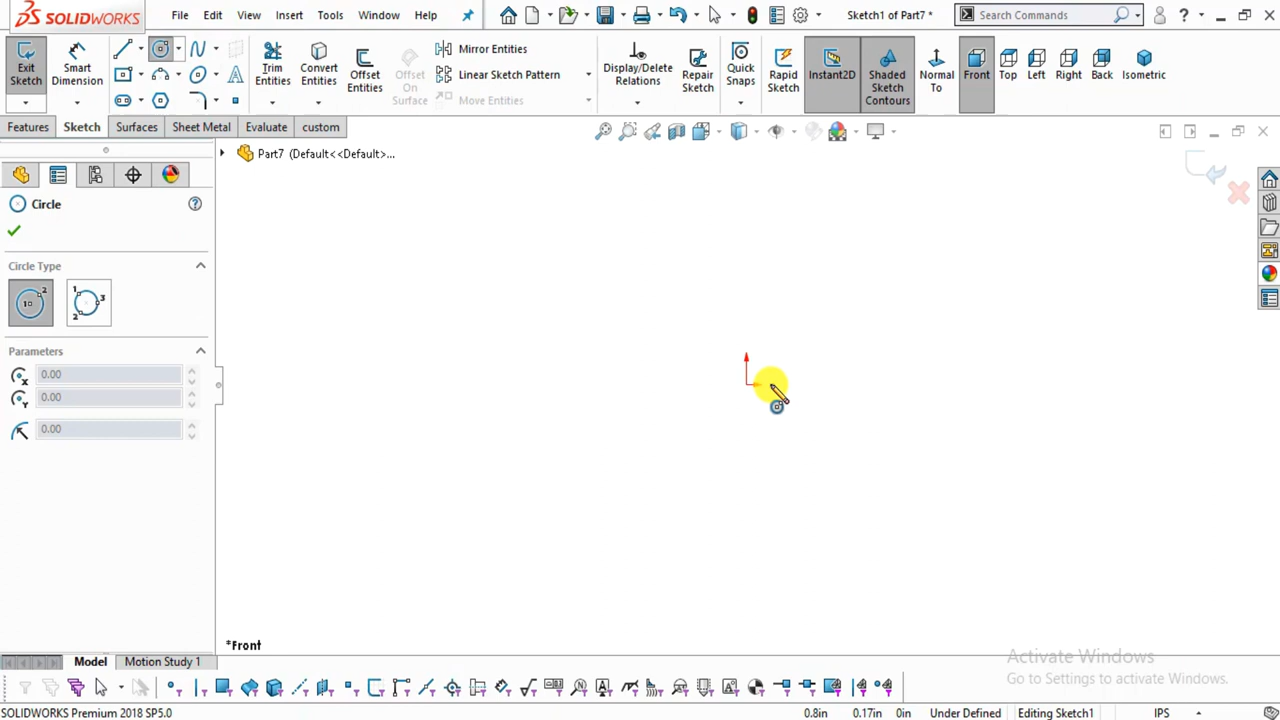 SOLIDWORKS
File
Edit
View
Insert
Tools
Window
Help
Sketch1 of Part7 *
Search Commands
?
Exit Sketch
Smart Dimension
Trim Entities
Convert Entities
Offset Entities
Offset On Surface
Mirror Entities
Linear Sketch Pattern
Move Entities
Display/Delete Relations
Repair Sketch
Quick Snaps
Rapid Sketch
Instant2D
Shaded Sketch Contours
Normal To
Front
Top
Left
Right
Back
Isometric
Features
Sketch
Surfaces
Sheet Metal
Evaluate
custom
Part7 (Default<<Default>...
Circle
?
Circle Type
Parameters
0.00
0.00
0.00
*Front
Model
Motion Study 1
Activate Windows
Go to Settings to activate Windows.
SOLIDWORKS Premium 2018 SP5.0
0.8in
0.17in
0in
Under Defined
Editing Sketch1
IPS